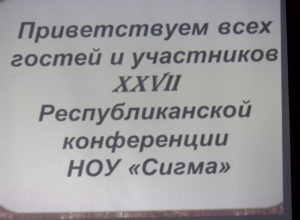 Приветствуем всех
гостей и участников
XXVII
Республиканской
конференции
НОУ «Сигма»